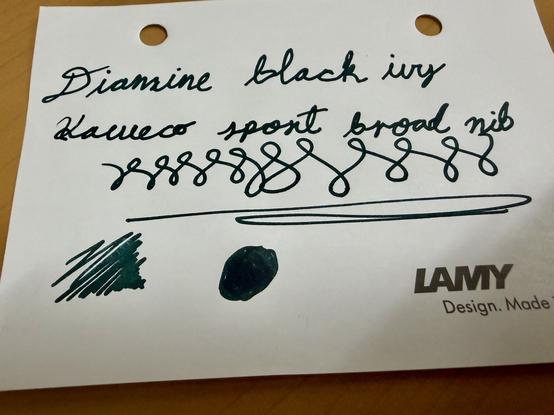 Diamine black ivy
Kaweco sport broad nib
LAMY
Design. Made